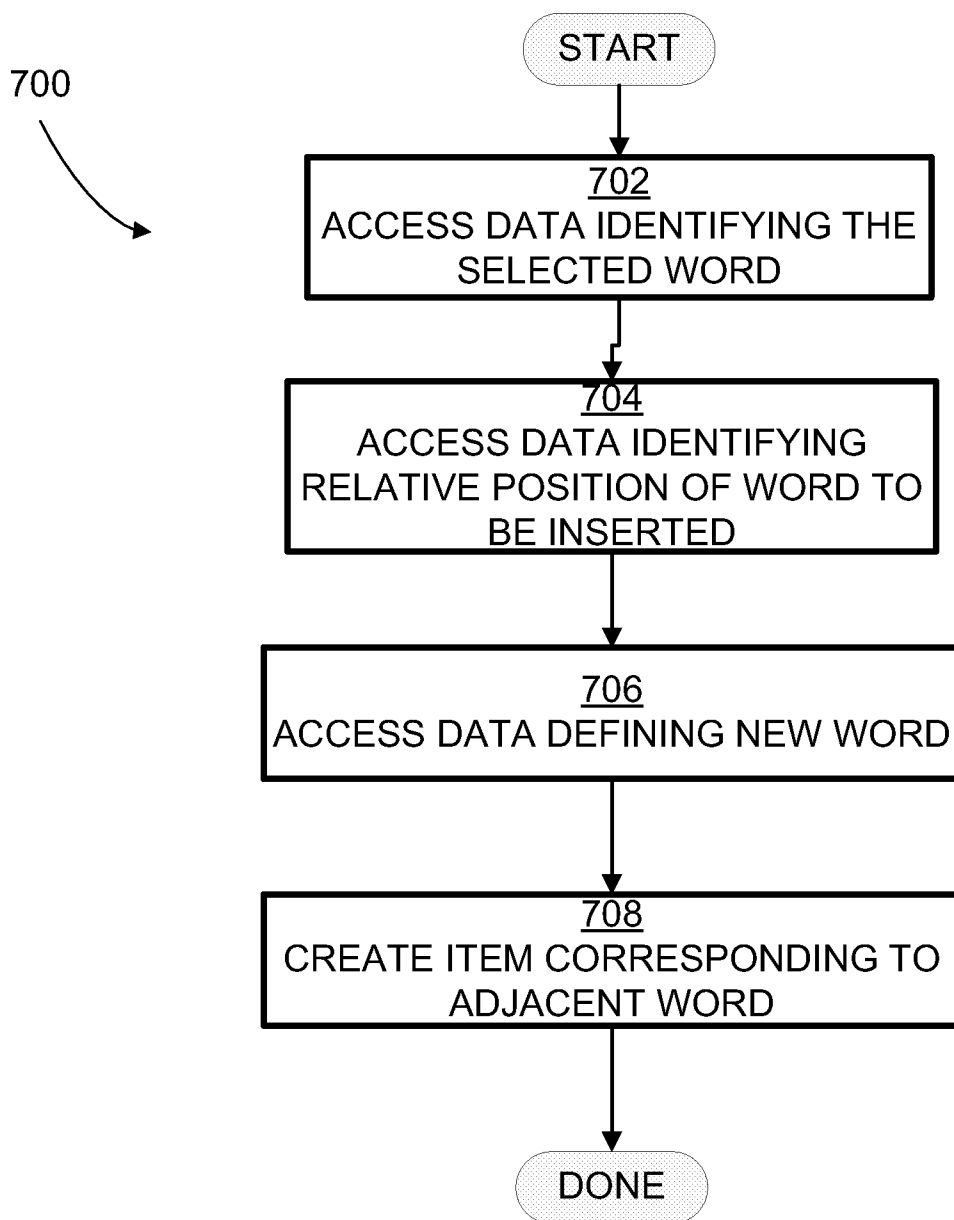 START
700
702
ACCESS DATA IDENTIFYING THE
SELECTED WORD
704
ACCESS DATA IDENTIFYING
RELATIVE POSITION OF WORD TO
BE INSERTED
706
ACCESS DATA DEFINING NEW WORD
708
CREATE ITEM CORRESPONDING TO
ADJACENT WORD
DONE